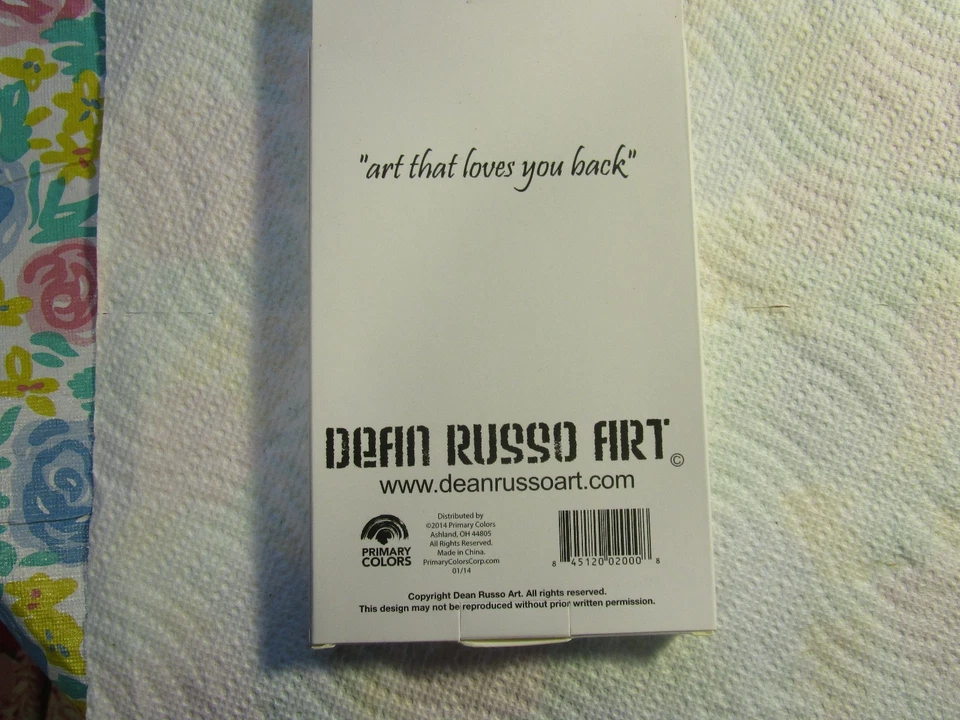 "art that loves you back"
DeAN RUSSO ART©
www.deanrussoart.com
PRIMARY
COLORS
Distributed by
©2014 Primary Colors
Ashland, OH 44805
All Rights Reserved.
Made in China.
PrimaryColorsCorp.com
01/14
8 45120 02000 8
Copyright Dean Russo Art. All rights reserved.
This design may not be reproduced without prior written permission.